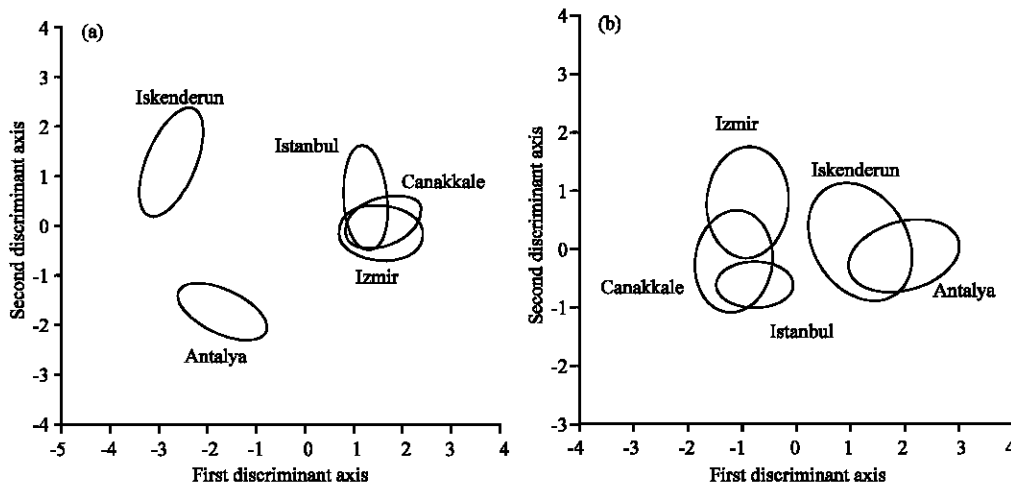 (a)
4
3
2
1
0
-1
-2
-3
-4
Second discriminant axis
Iskenderun
Istanbul
Canakkale
Izmir
Antalya
-5 -4 -3 -2 -1 0 1 2 3 4
First discriminant axis
(b)
4
3
2
1
0
-1
-2
-3
Second discriminant axis
Izmir
Iskenderun
Canakkale
Antalya
Istanbul
-4 -3 -2 -1 0 1 2 3 4
First discriminant axis